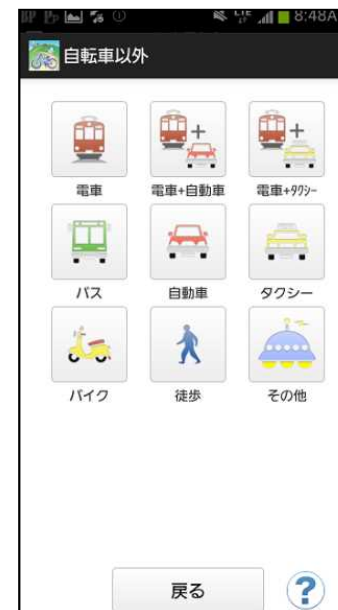 LTE 8:48A
自転車以外
電車 電車+自動車 電車+タクシー
バス 自動車 タクシー
バイク 徒歩 その他
戻る ?